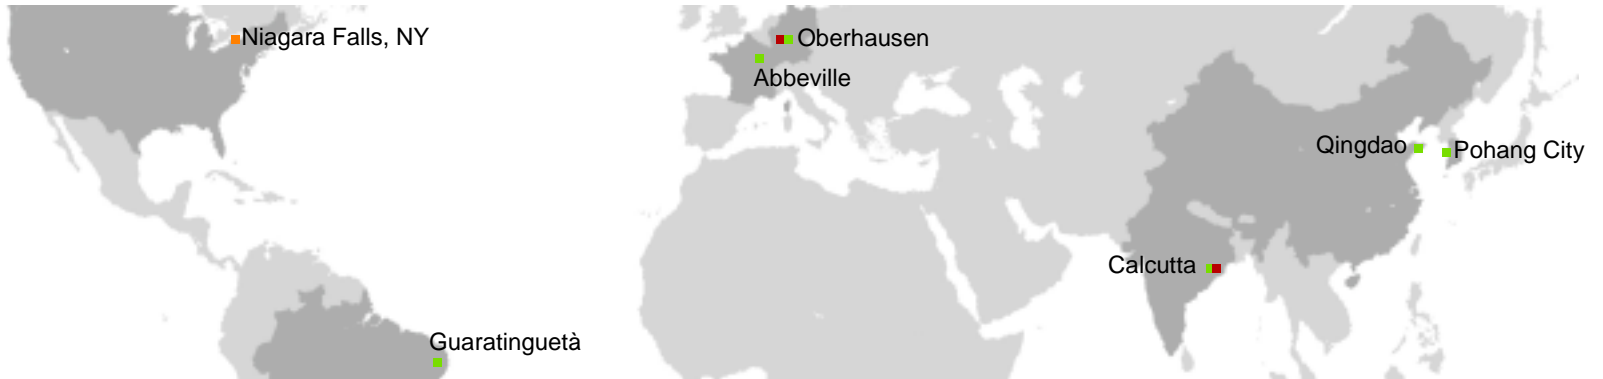 Niagara Falls, NY
Oberhausen
Abbeville
Qingdao
Pohang City
Calcutta
Guaratinguetà